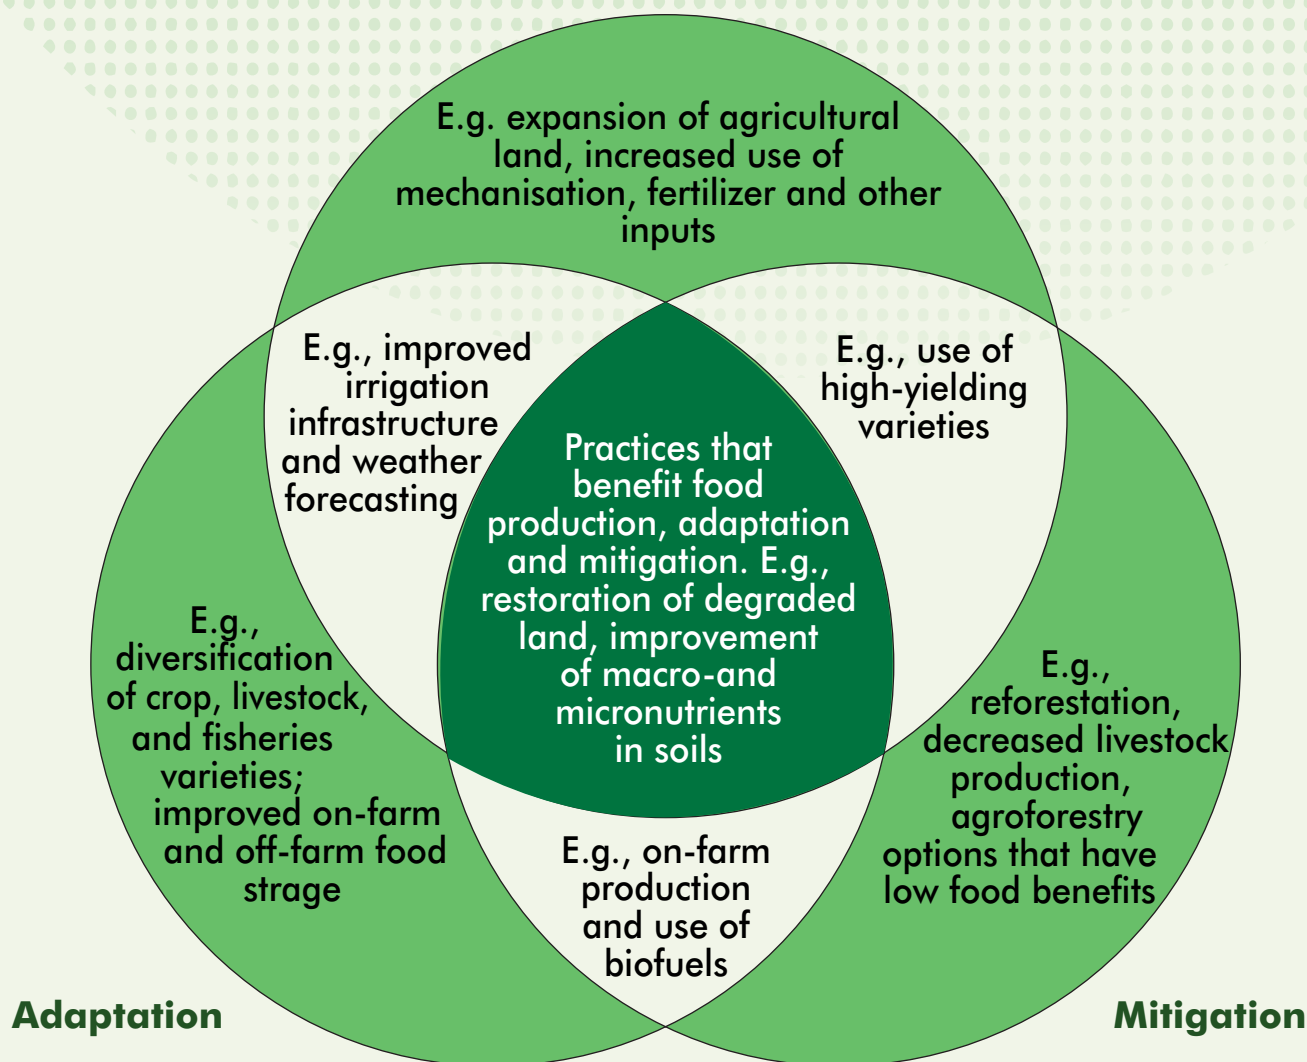 E.g. expansion of agricultural
land, increased use of
mechanisation, fertilizer and other
inputs
E.g., improved
irrigation
infrastructure
and weather
forecasting
E.g., use of
high-yielding
varieties
Practices that
benefit food
production, adaptation
and mitigation. E.g.,
restoration of degraded
land, improvement
of macro-and
micronutrients
in soils
E.g.,
diversification
of crop, livestock,
and fisheries
varieties;
improved on-farm
and off-farm food
strage
E.g.,
reforestation,
decreased livestock
production,
agroforestry
options that have
low food benefits
E.g., on-farm
production
and use of
biofuels
Adaptation
Mitigation